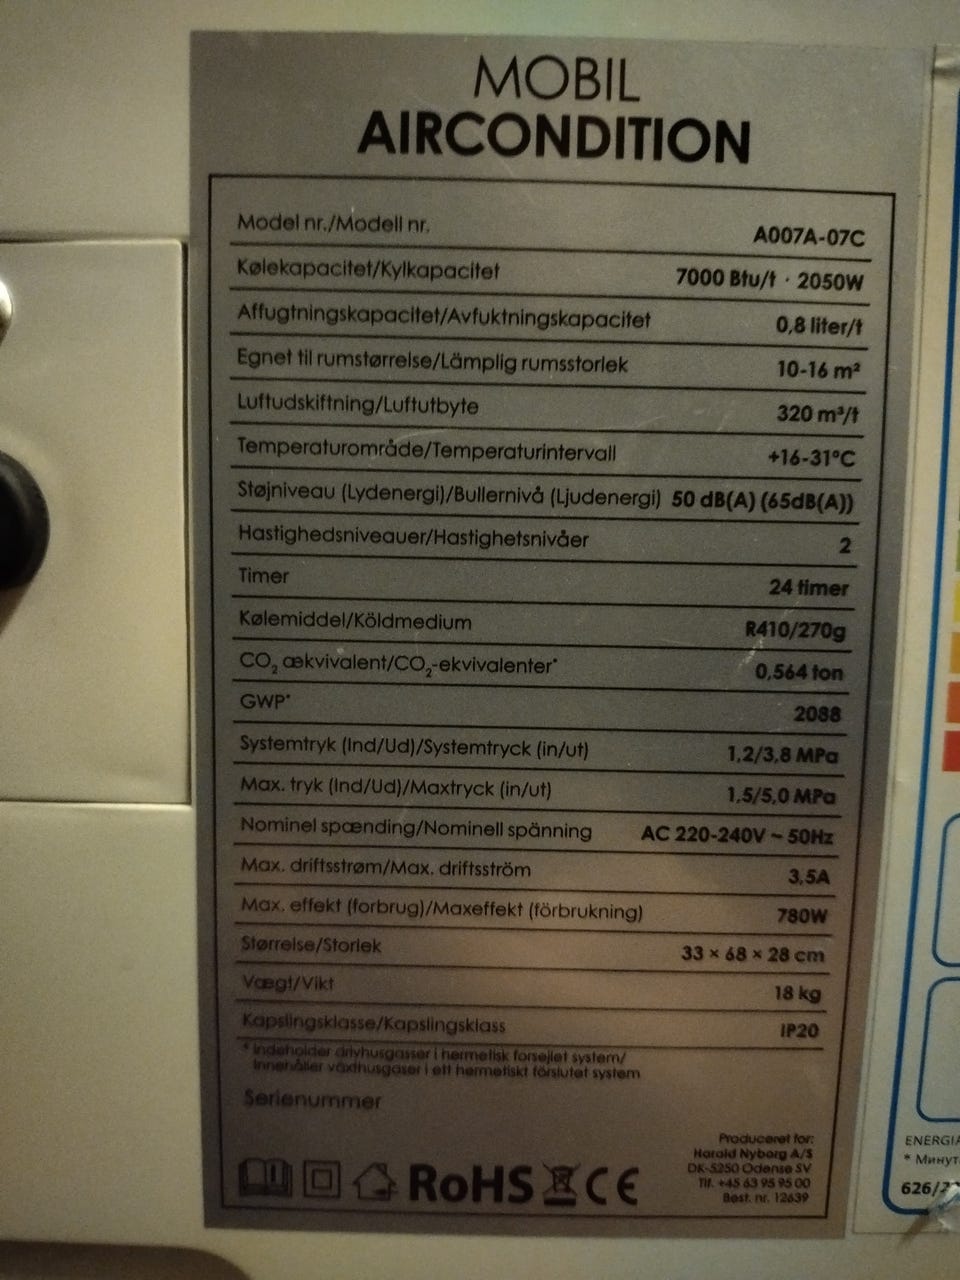 MOBIL
AIRCONDITION
Model nr./Modell nr. A007A-07C
Kølekapacitet/Kylkapacitet 7000 Btu/t · 2050W
Affugtningskapacitet/Avfuktningskapacitet 0,8 liter/t
Egnet til rumstørrelse/Lämplig rumsstorlek 10-16 m²
Luftudskiftning/Luftutbyte 320 m³/t
Temperaturområde/Temperaturintervall +16-31°C
Støjniveau (Lydenergi)/Bullernivå (Ljudenergi) 50 dB(A) (65dB(A))
Hastighedsniveauer/Hastighetsnivåer 2
Timer 24 timer
Kølemiddel/Köldmedium R410/270g
CO₂ ækvivalent/CO₂-ekvivalenter* 0,564 ton
GWP* 2088
Systemtryk (Ind/Ud)/Systemtryck (in/ut) 1,2/3,8 MPa
Max. tryk (Ind/Ud)/Maxtryck (in/ut) 1,5/5,0 MPa
Nominel spænding/Nominell spänning AC 220-240V ~ 50Hz
Max. driftsstrøm/Max. driftsström 3,5A
Max. effekt (forbrug)/Maxeffekt (förbrukning) 780W
Størrelse/Storlek 33 × 68 × 28 cm
Vægt/Vikt 18 kg
Kapslingsklasse/Kapslingsklass IP20
* Indeholder drivhusgasser i hermetisk forseglet system/
Innehåller växthusgaser i ett hermetiskt förslutet system
Serienummer
Produceret for:
Harald Nyborg A/S
DK-5250 Odense SV
Tlf. +45 63 95 95 00
Best. nr. 12639
RoHS CE
ENERGIA
* Минут
626/2